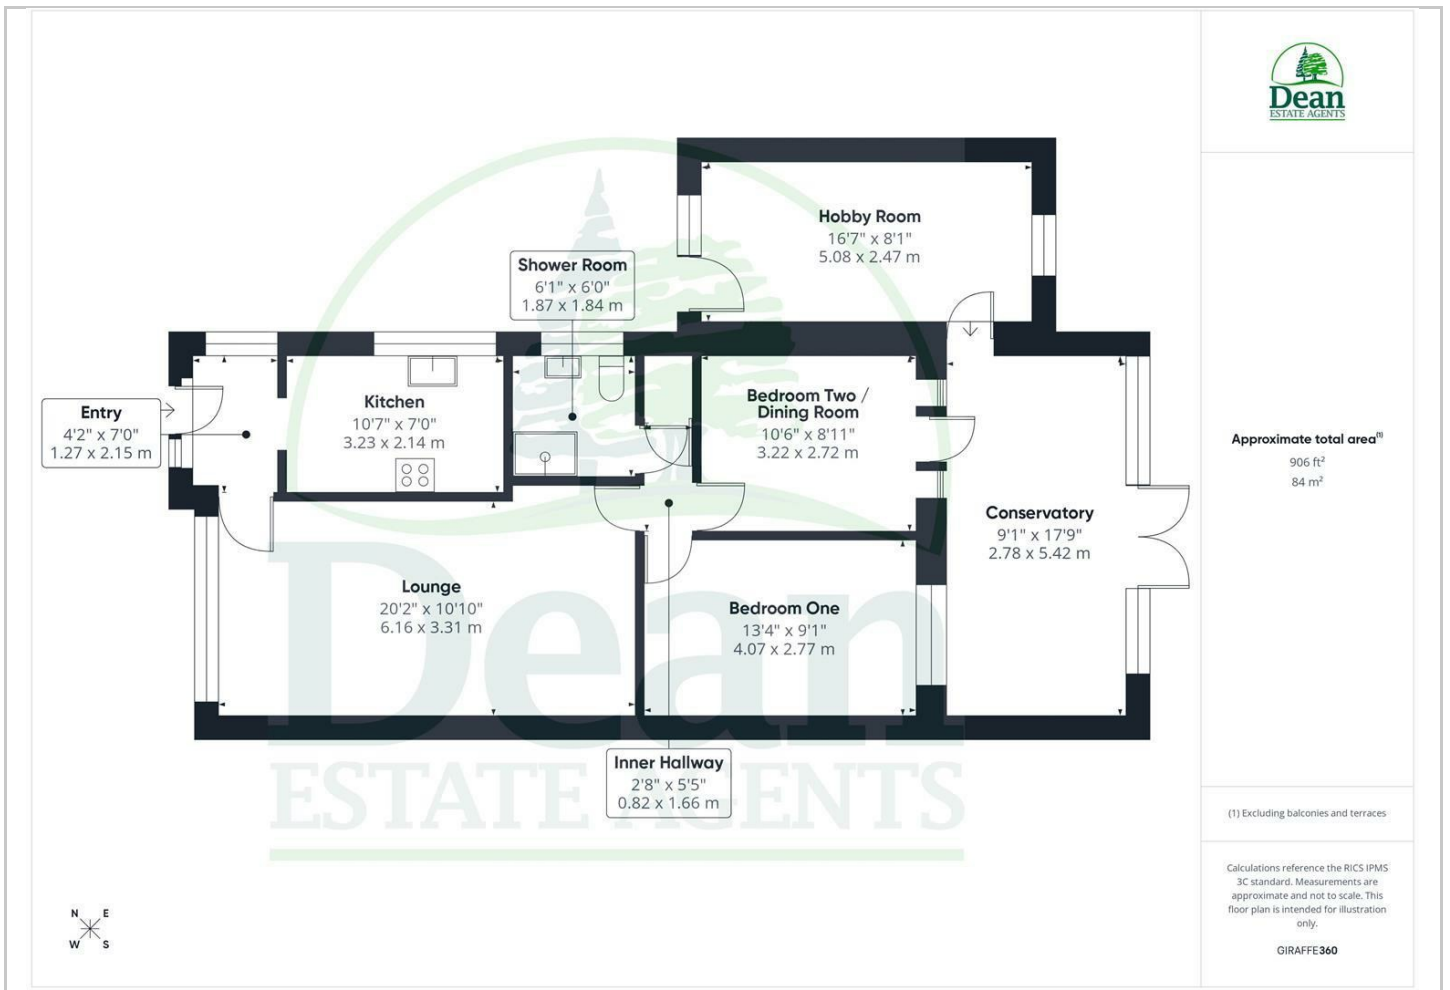 Dean
ESTATE AGENTS
Hobby Room
16'7" x 8'1"
5.08 x 2.47 m
Shower Room
6'1" x 6'0"
1.87 x 1.84 m
Entry
4'2" x 7'0"
1.27 x 2.15 m
Kitchen
10'7" x 7'0"
3.23 x 2.14 m
Bedroom Two /
Dining Room
10'6" x 8'11"
3.22 x 2.72 m
Conservatory
9'1" x 17'9"
2.78 x 5.42 m
Lounge
20'2" x 10'10"
6.16 x 3.31 m
Bedroom One
13'4" x 9'1"
4.07 x 2.77 m
Inner Hallway
2'8" x 5'5"
0.82 x 1.66 m
Dean
ESTATE AGENTS
N E
W S
Approximate total area(1)
906 ft²
84 m²
(1) Excluding balconies and terraces
Calculations reference the RICS IPMS
3C standard. Measurements are
approximate and not to scale. This
floor plan is intended for illustration
only.
GIRAFFE360